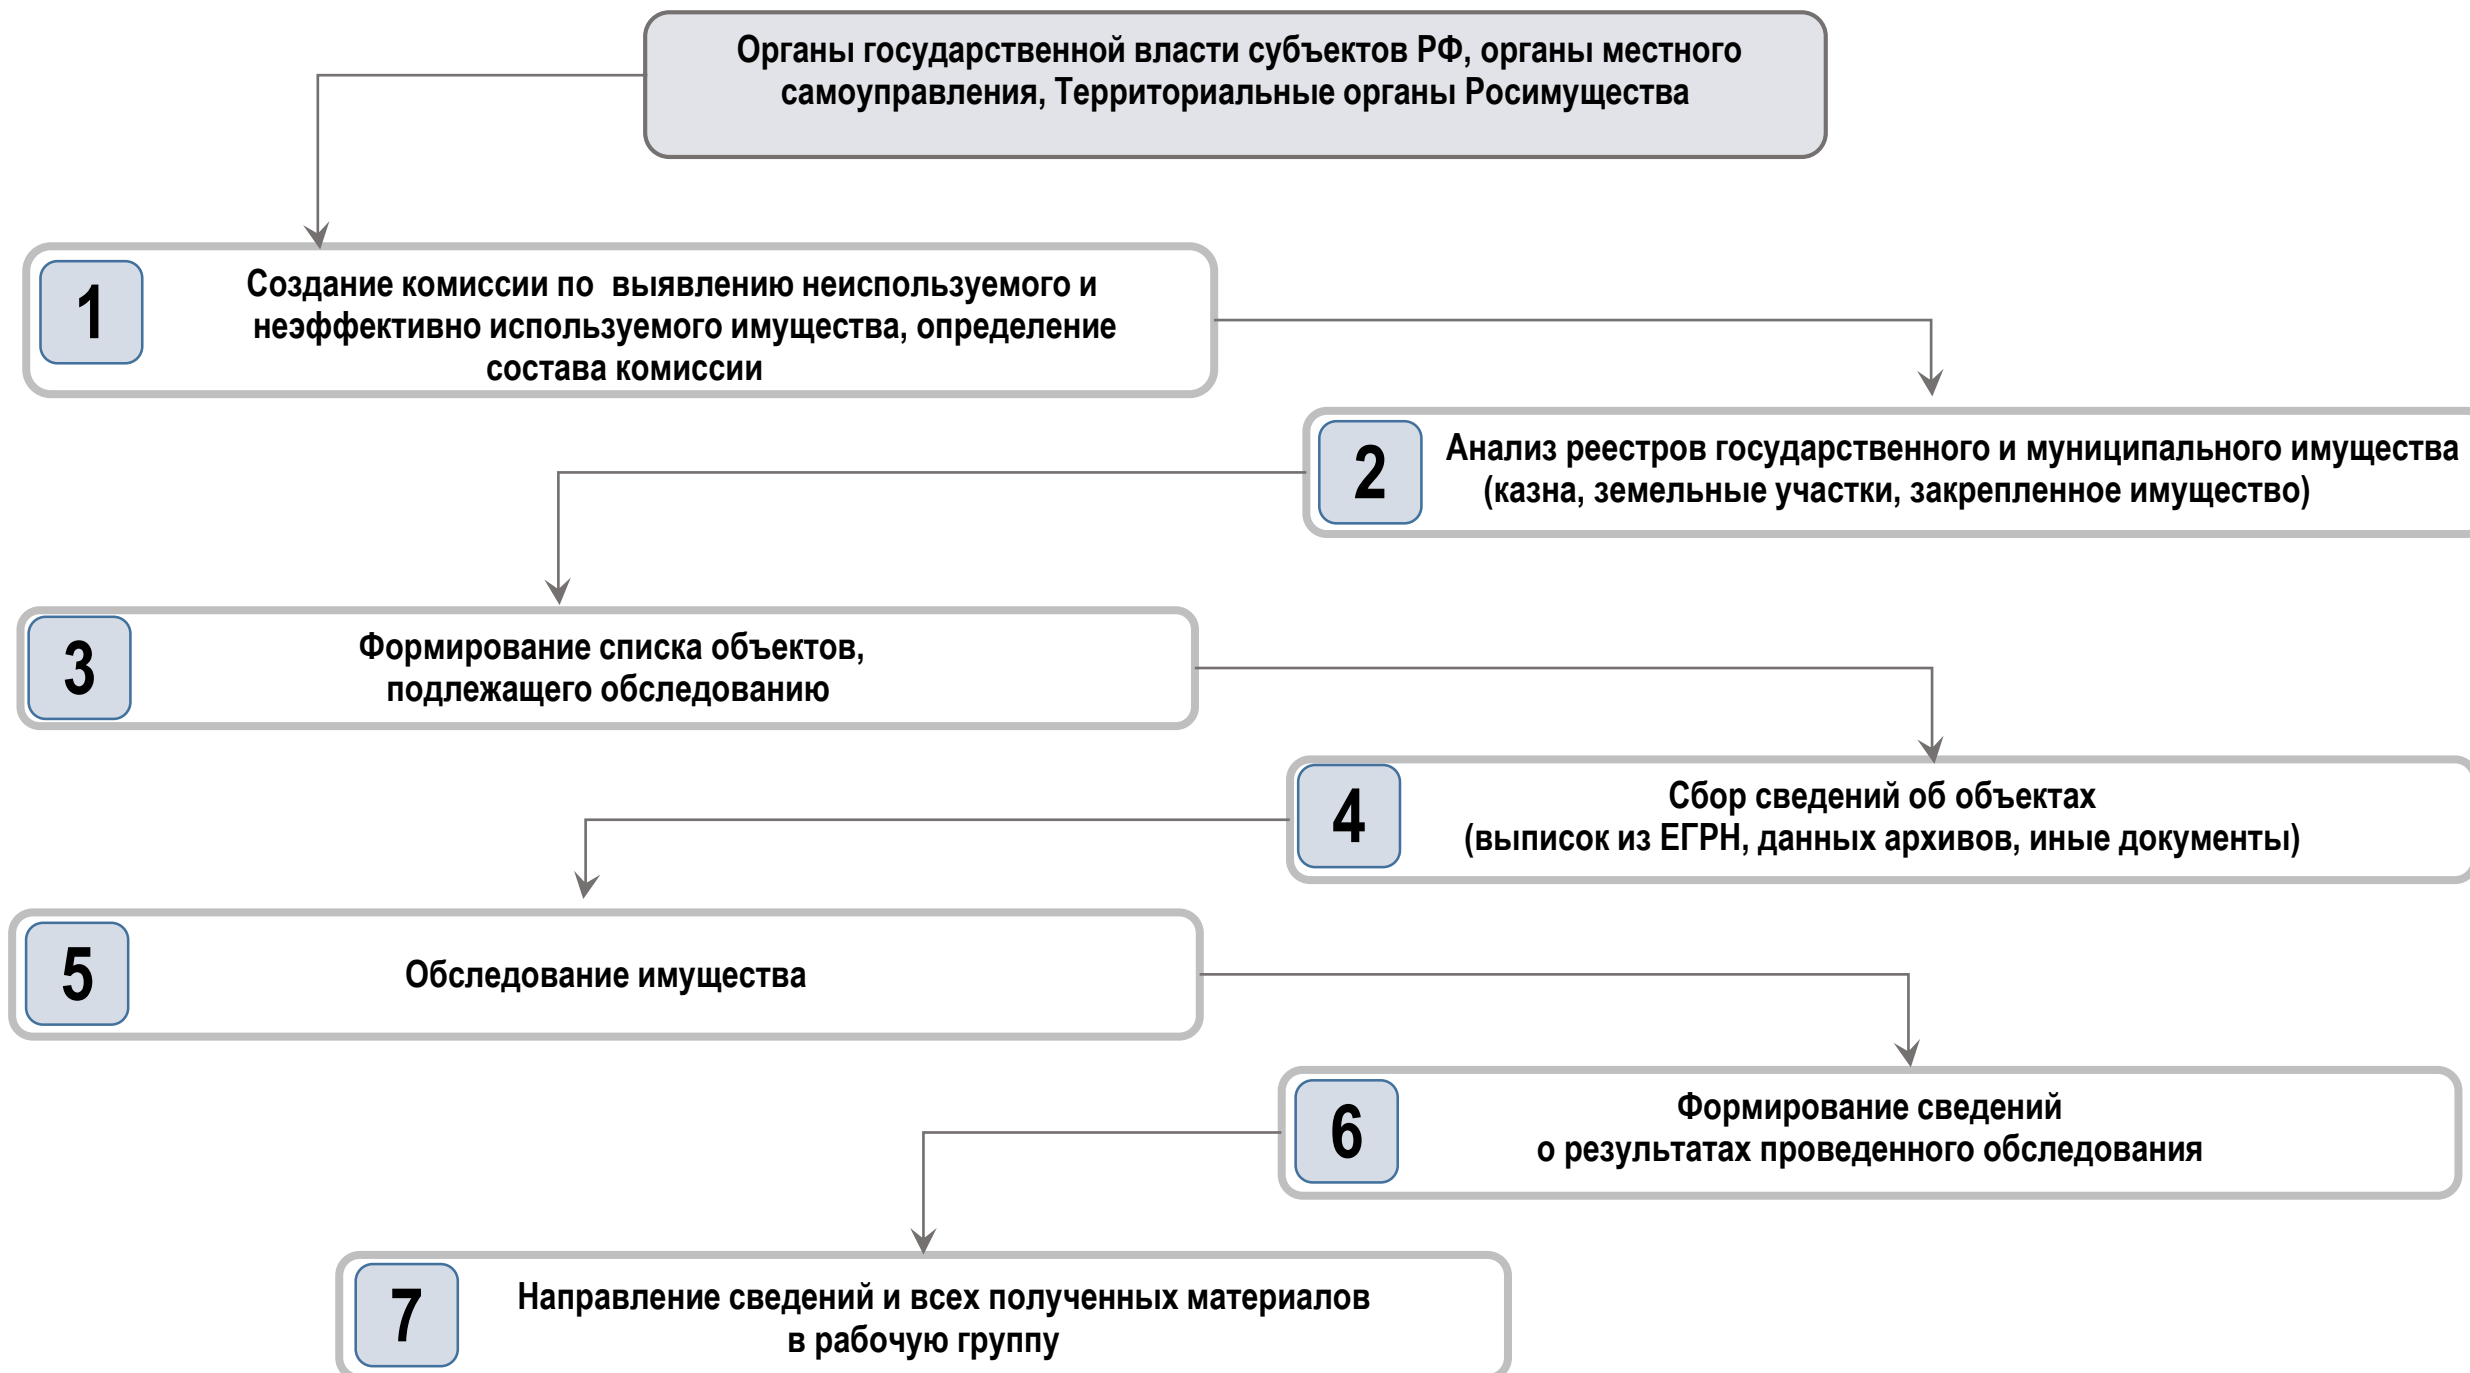 Органы государственной власти субъектов РФ, органы местного
самоуправления, Территориальные органы Росимущества
1
Создание комиссии по выявлению неиспользуемого и
неэффективно используемого имущества, определение
состава комиссии
2
Анализ реестров государственного и муниципального имущества
(казна, земельные участки, закрепленное имущество)
3
Формирование списка объектов,
подлежащего обследованию
4
Сбор сведений об объектах
(выписок из ЕГРН, данных архивов, иные документы)
5
Обследование имущества
6
Формирование сведений
о результатах проведенного обследования
7
Направление сведений и всех полученных материалов
в рабочую группу